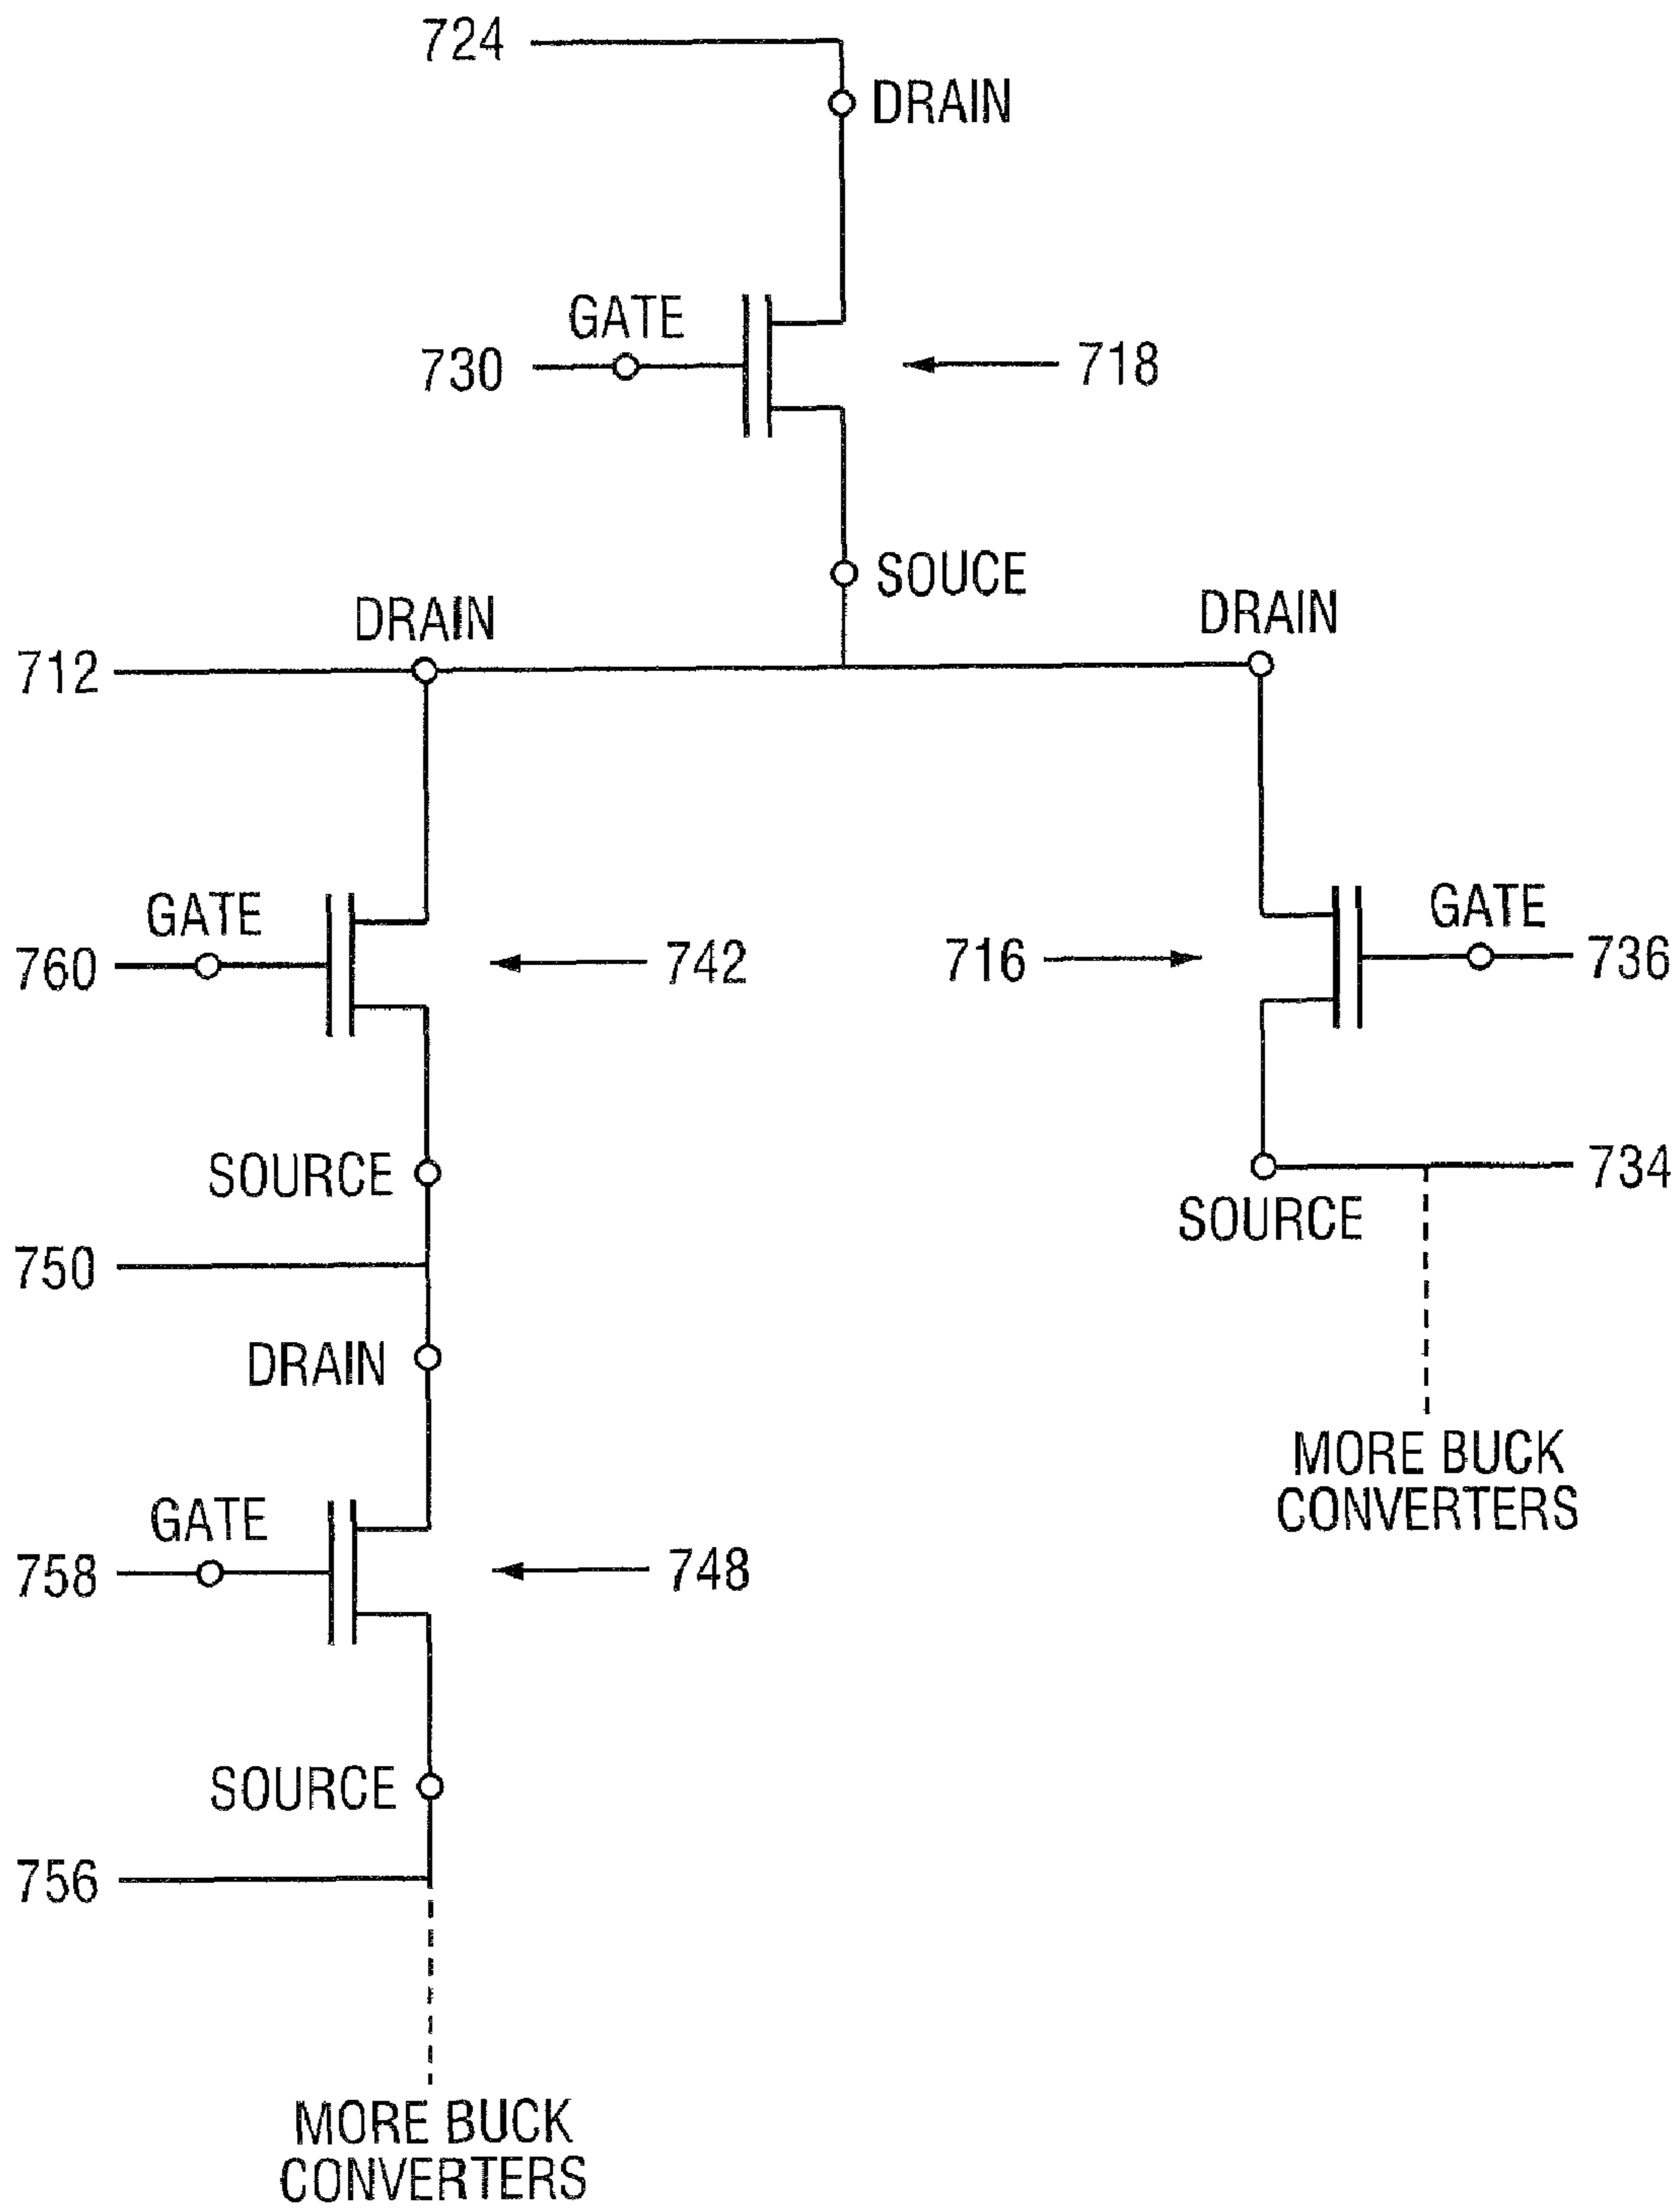 724
DRAIN
GATE
730
718
SOUCE
DRAIN
DRAIN
712
GATE
760
742
716
GATE
736
SOURCE
734
SOURCE
750
DRAIN
MORE BUCK
CONVERTERS
GATE
758
748
SOURCE
756
MORE BUCK
CONVERTERS